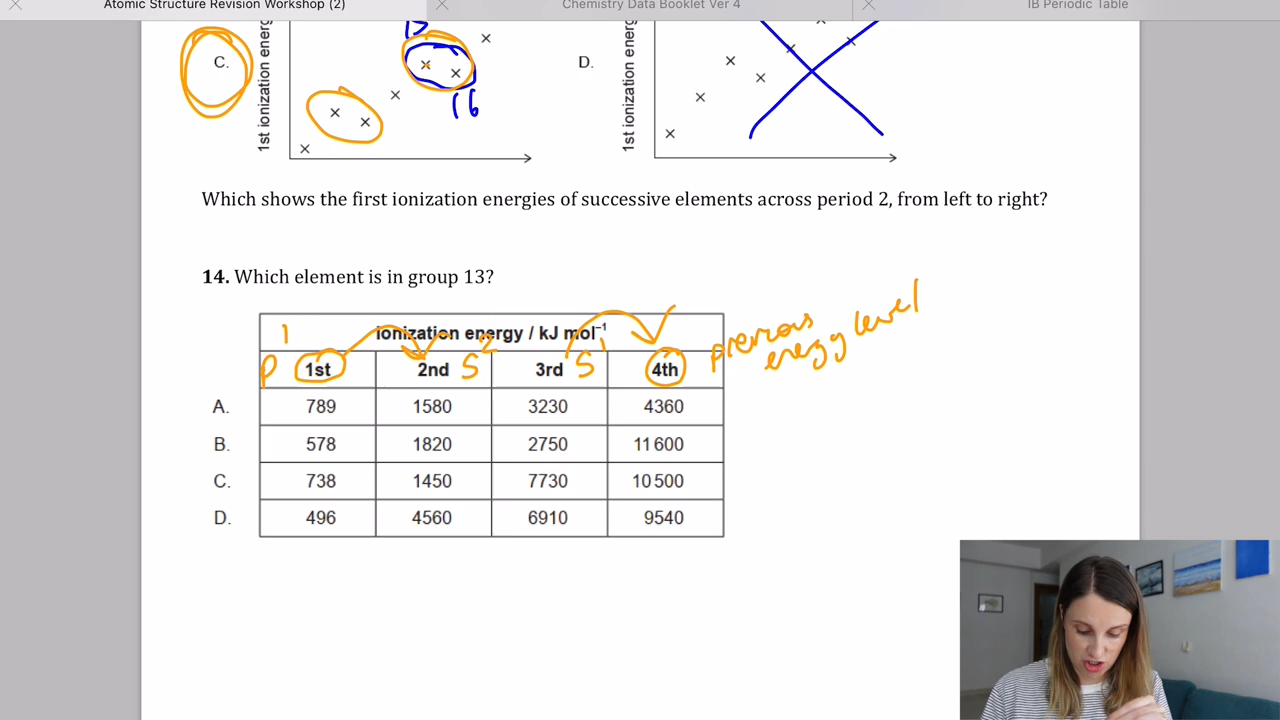 Atomic Structure Revision Workshop (2)
Chemistry Data Booklet Ver 4
IB Periodic Table
15
C.
1st ionization energ
16
D.
1st ionization energ
Which shows the first ionization energies of successive elements across period 2, from left to right?
14. Which element is in group 13?
Ionization energy / kJ mol⁻¹
p¹ 1st 2nd s² 3rd s¹ 4th previous energy level
A. 789 1580 3230 4360
B. 578 1820 2750 11 600
C. 738 1450 7730 10 500
D. 496 4560 6910 9540